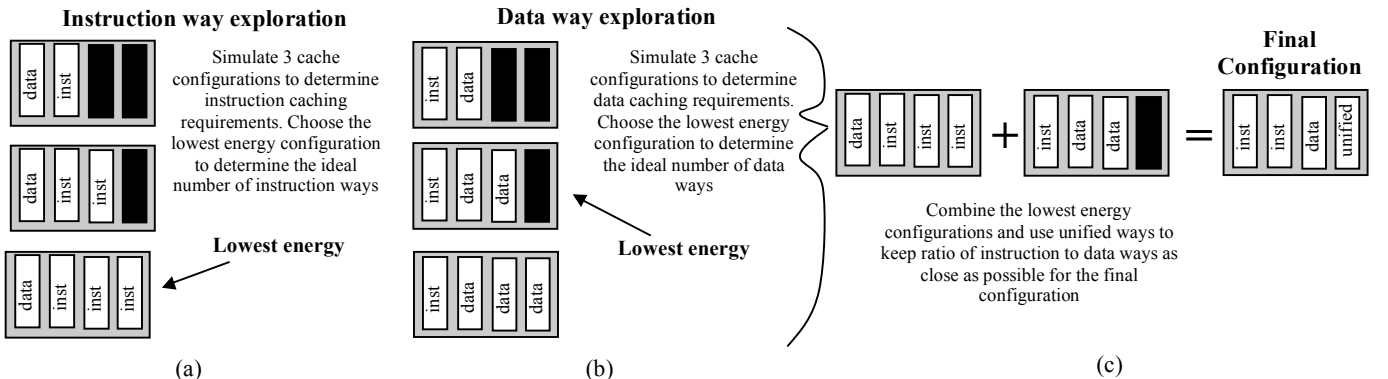 Instruction way exploration
data
inst
Simulate 3 cache
configurations to determine
instruction caching
requirements. Choose the
lowest energy configuration
to determine the ideal
number of instruction ways
data
inst
inst
Lowest energy
data
inst
inst
inst
(a)
Data way exploration
inst
data
Simulate 3 cache
configurations to determine
data caching requirements.
Choose the lowest energy
configuration to determine
the ideal number of data
ways
inst
data
data
Lowest energy
inst
data
data
data
(b)
data
inst
inst
inst
+
inst
data
data
=
Final
Configuration
inst
inst
data
unified
Combine the lowest energy
configurations and use unified ways to
keep ratio of instruction to data ways as
close as possible for the final
configuration
(c)